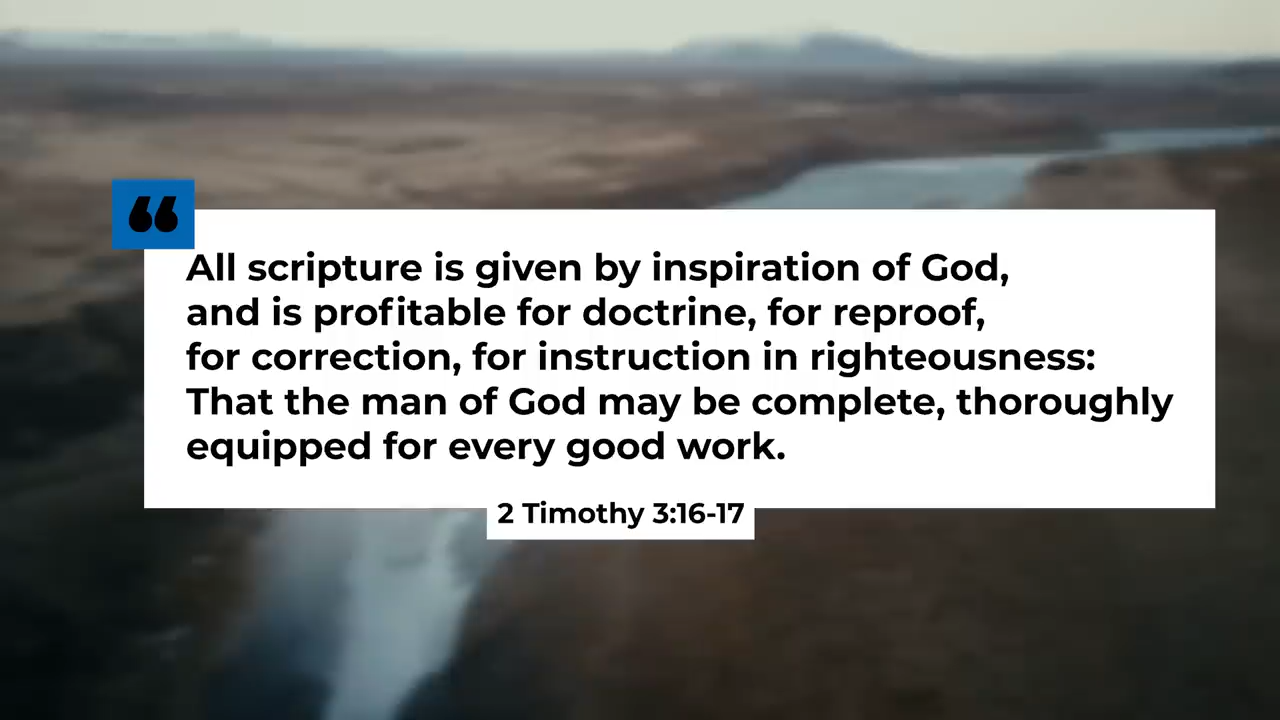 “
All scripture is given by inspiration of God,
and is profitable for doctrine, for reproof,
for correction, for instruction in righteousness:
That the man of God may be complete, thoroughly
equipped for every good work.
2 Timothy 3:16-17